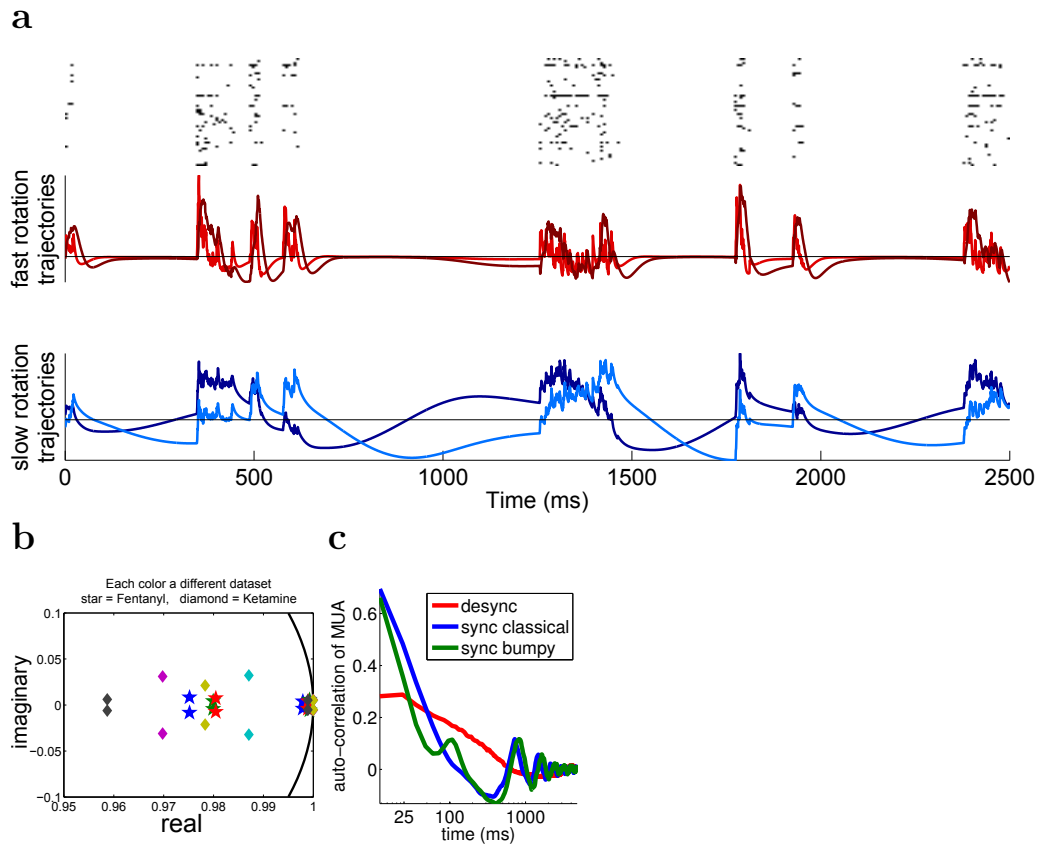 a
fast rotation
trajectories
slow rotation
trajectories
0 500 1000 1500 2000 2500
Time (ms)
b
Each color a different dataset
star = Fentanyl, diamond = Ketamine
imaginary
0.1
0.05
0
−0.05
−0.1
0.95 0.96 0.97 0.98 0.99 1
real
c
auto−correlation of MUA
0.6
0.4
0.2
0
desync
sync classical
sync bumpy
25 100 1000
time (ms)